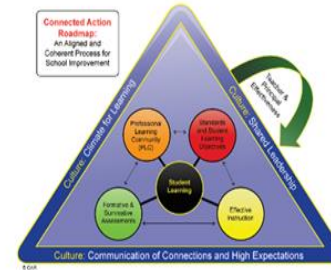 Connected Action
Roadmap:
An Aligned and
Coherent Process for
School Improvement
Culture: Climate for Learning
Culture: Shared Leadership
Teacher &
Principal
Effectiveness
Professional
Learning
Community
(PLC)
Standards
and Student
Learning
Objectives
Student
Learning
Formative &
Summative
Assessments
Effective
Instruction
Culture: Communication of Connections and High Expectations